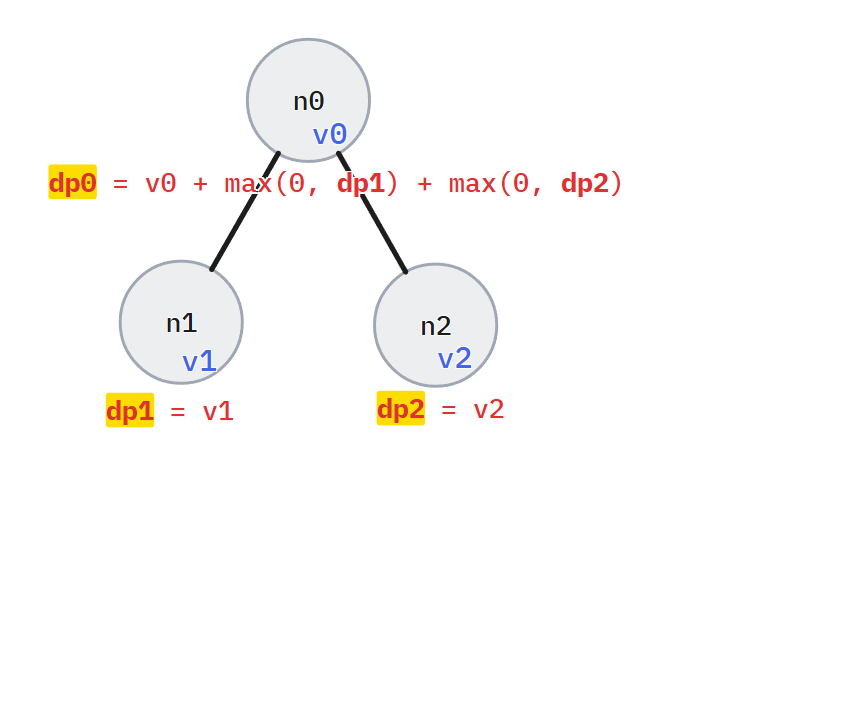 n0
v0
dp0 = v0 + max(0, dp1) + max(0, dp2)
n1
v1
n2
v2
dp1 = v1
dp2 = v2